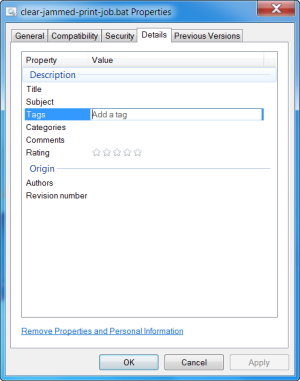 clear-jammed-print-job.bat Properties
General Compatibility Security Details Previous Versions
Property Value
Description
Title
Subject
Tags Add a tag
Categories
Comments
Rating
Origin
Authors
Revision number
Remove Properties and Personal Information
OK Cancel Apply